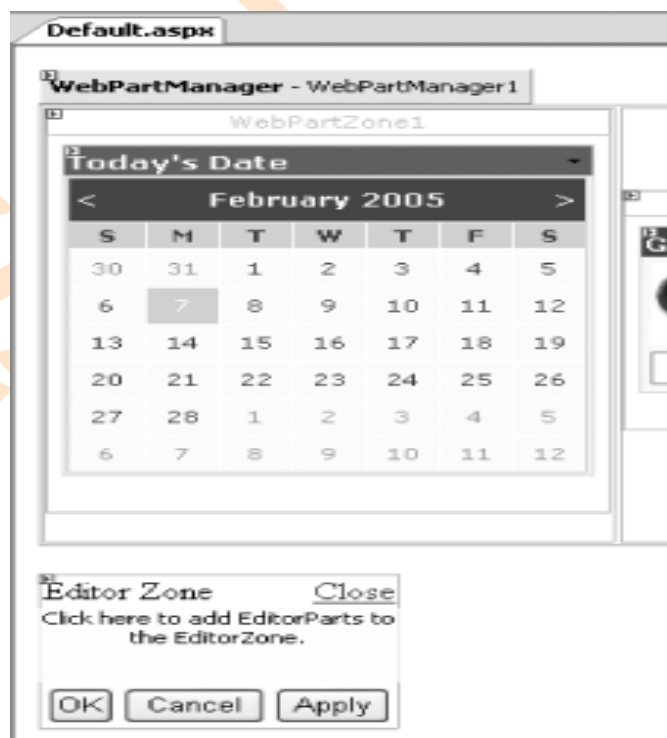 Default.aspx
WebPartManager - WebPartManager1
WebPartZone1
Today's Date
< February 2005 >
S M T W T F S
30 31 1 2 3 4 5
6 7 8 9 10 11 12
13 14 15 16 17 18 19
20 21 22 23 24 25 26
27 28 1 2 3 4 5
6 7 8 9 10 11 12
G
Editor Zone Close
Click here to add EditorParts to
the EditorZone.
OK Cancel Apply